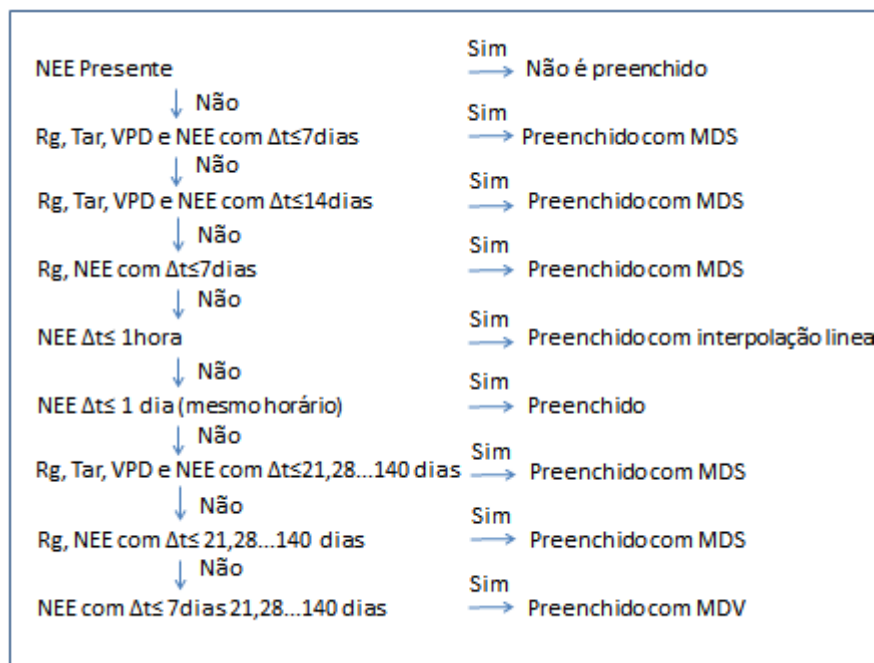 NEE Presente Sim Não é preenchido
Não
Rg, Tar, VPD e NEE com Δt≤7dias Sim Preenchido com MDS
Não
Rg, Tar, VPD e NEE com Δt≤14dias Sim Preenchido com MDS
Não
Rg, NEE com Δt≤7dias Sim Preenchido com MDS
Não
NEE Δt≤ 1hora Sim Preenchido com interpolação linea
Não
NEE Δt≤ 1 dia (mesmo horário) Sim Preenchido
Não
Rg, Tar, VPD e NEE com Δt≤21,28...140 dias Sim Preenchido com MDS
Não
Rg, NEE com Δt≤ 21,28...140 dias Sim Preenchido com MDS
Não
NEE com Δt≤ 7dias 21,28...140 dias Sim Preenchido com MDV